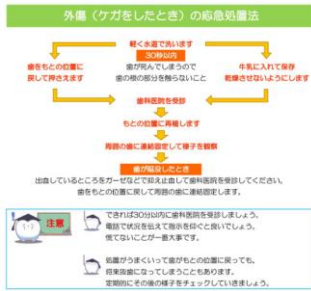 外傷（ケガをしたとき）の応急処置法
軽く水道で洗います
30秒以内
歯が死んでしまうので
歯の根の部分を触らないこと
歯をもとの位置に
戻して押さえます
牛乳に入れて保存
乾燥させないようにします
歯科医院を受診
もとの位置に再植します
周囲の歯に連結固定して様子を観察
歯が陥没したとき
出血しているところをガーゼなどで抑え止血して歯科医院を受診してください。
歯をもとの位置に戻して周囲の歯に連結固定します。
注意
できれば30分以内に歯科医院を受診しましょう。
電話で状況を伝えて指示を仰ぐと良いでしょう。
慌てないことが一番大事です。
処置がうまくいって歯がもとの位置に戻っても、
将来抜歯になってしまうこともあります。
定期的にその後の様子をチェックしていきましょう。